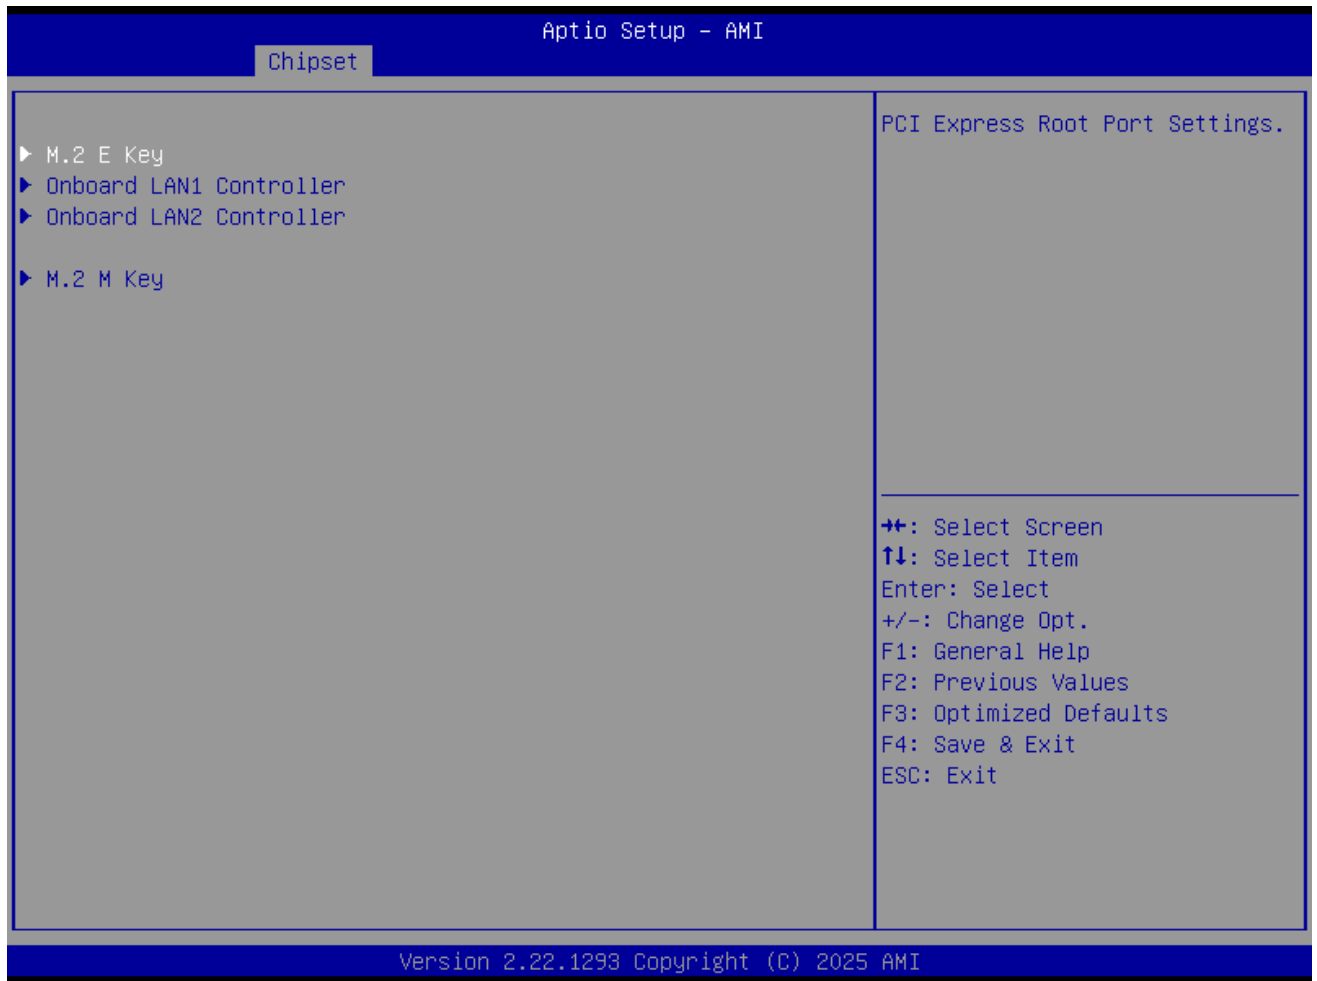 Aptio Setup – AMI
Chipset
M.2 E Key
Onboard LAN1 Controller
Onboard LAN2 Controller
M.2 M Key
PCI Express Root Port Settings.
→←: Select Screen
↑↓: Select Item
Enter: Select
+/-: Change Opt.
F1: General Help
F2: Previous Values
F3: Optimized Defaults
F4: Save & Exit
ESC: Exit
Version 2.22.1293 Copyright (C) 2025 AMI